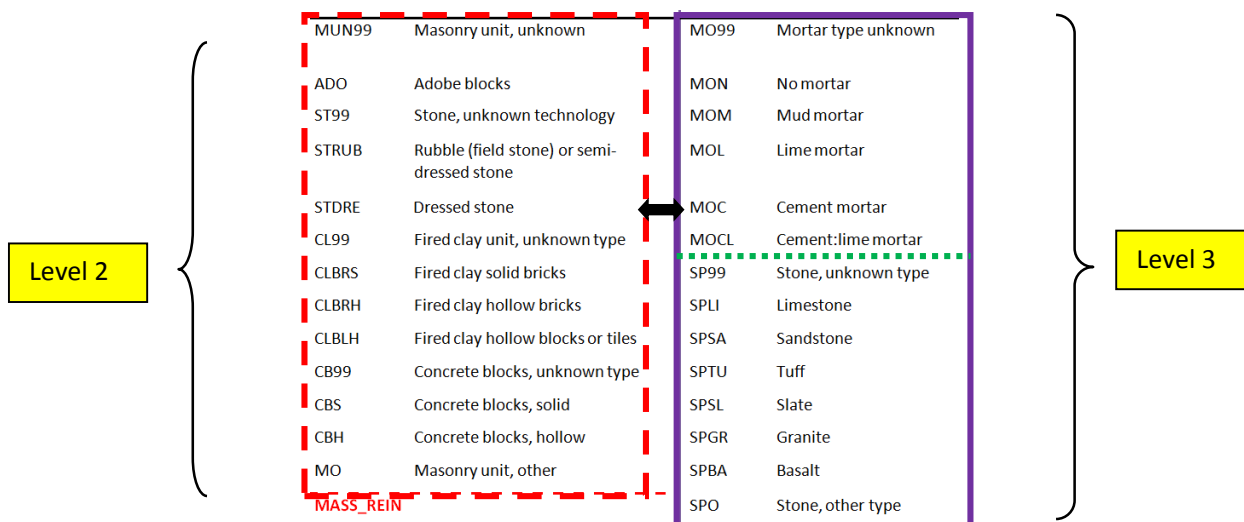 Level 2
MUN99 Masonry unit, unknown
ADO Adobe blocks
ST99 Stone, unknown technology
STRUB Rubble (field stone) or semi-
dressed stone
STDRE Dressed stone
CL99 Fired clay unit, unknown type
CLBRS Fired clay solid bricks
CLBRH Fired clay hollow bricks
CLBLH Fired clay hollow blocks or tiles
CB99 Concrete blocks, unknown type
CBS Concrete blocks, solid
CBH Concrete blocks, hollow
MO Masonry unit, other
MASS_REIN
MO99 Mortar type unknown
MON No mortar
MOM Mud mortar
MOL Lime mortar
MOC Cement mortar
MOCL Cement:lime mortar
SP99 Stone, unknown type
SPLI Limestone
SPSA Sandstone
SPTU Tuff
SPSL Slate
SPGR Granite
SPBA Basalt
SPO Stone, other type
Level 3